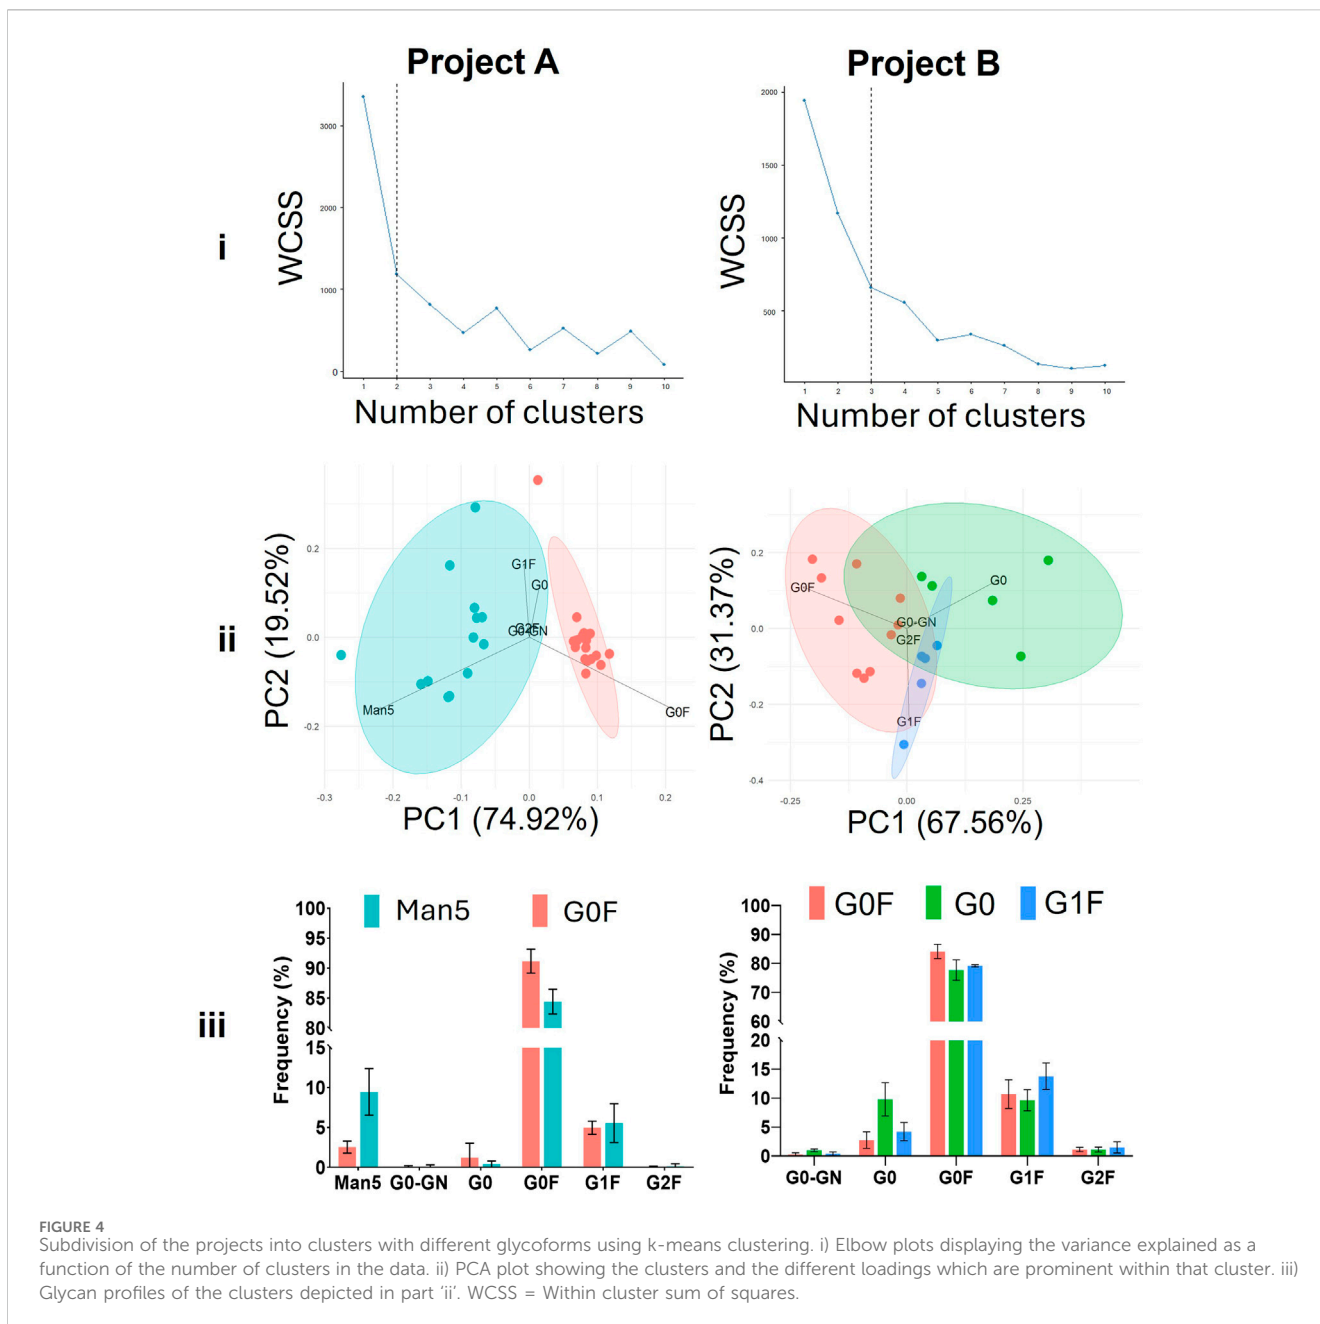 Project A
Project B
i
WCSS
3000
2000
1000
0
1 2 3 4 5 6 7 8 9 10
Number of clusters
WCSS
2000
1500
1000
500
1 2 3 4 5 6 7 8 9 10
Number of clusters
ii
PC2 (19.52%)
0.2
0.0
-0.2
G1F
G0
G2F
G0-GN
Man5
G0F
-0.3 -0.2 -0.1 0.0 0.1 0.2
PC1 (74.92%)
PC2 (31.37%)
0.2
0.0
-0.2
-0.4
G0F
G0
G0-GN
G2F
G1F
-0.25 0.00 0.25
PC1 (67.56%)
iii
Man5 G0F
Frequency (%)
100
95
90
85
80
15
10
5
0
Man5 G0-GN G0 G0F G1F G2F
G0F G0 G1F
Frequency (%)
100
90
80
70
60
20
15
10
5
0
G0-GN G0 G0F G1F G2F
FIGURE 4
Subdivision of the projects into clusters with different glycoforms using k-means clustering. i) Elbow plots displaying the variance explained as a
function of the number of clusters in the data. ii) PCA plot showing the clusters and the different loadings which are prominent within that cluster. iii)
Glycan profiles of the clusters depicted in part ‘ii’. WCSS = Within cluster sum of squares.